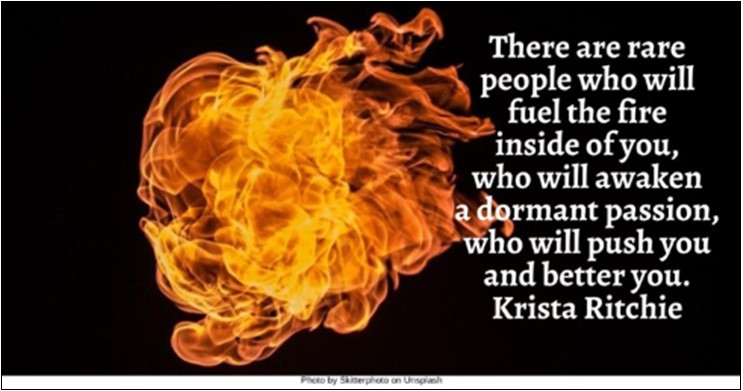 There are rare
people who will
fuel the fire
inside of you,
who will awaken
a dormant passion,
who will push you
and better you.
Krista Ritchie
Photo by Skitterphoto on Unsplash